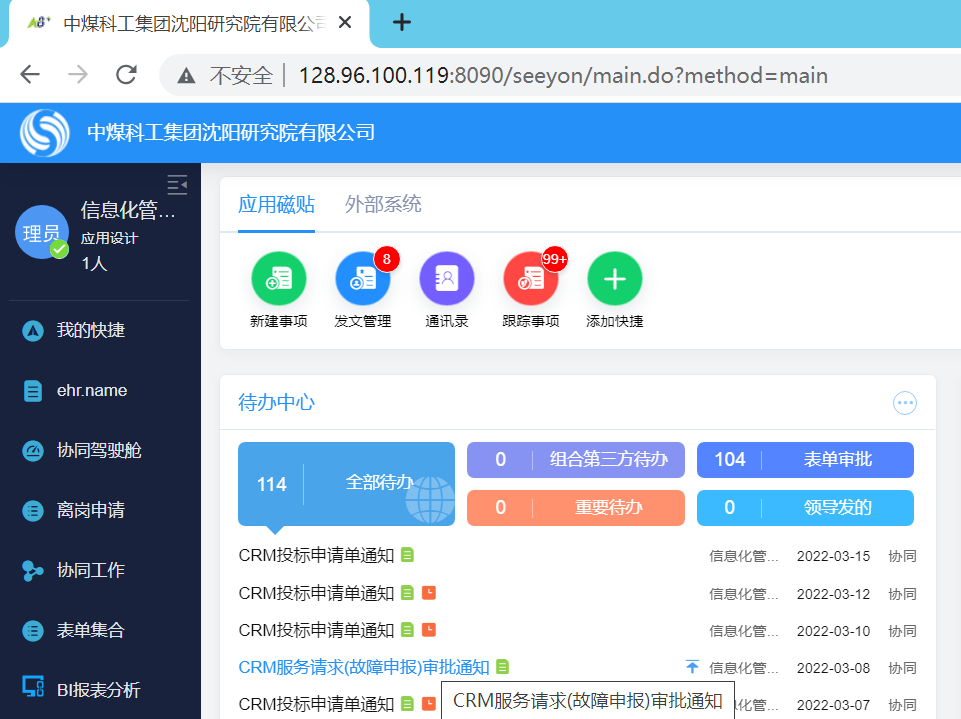 中煤科工集团沈阳研究院有限公司
不安全 128.96.100.119:8090/seeyon/main.do?method=main
中煤科工集团沈阳研究院有限公司
理员
信息化管...
应用设计
1人
我的快捷
ehr.name
协同驾驶舱
离岗申请
协同工作
表单集合
BI报表分析
应用磁贴 外部系统
8 99+
新建事项 发文管理 通讯录 跟踪事项 添加快捷
待办中心
114 全部待办
0 组合第三方待办 104 表单审批
0 重要待办 0 领导发的
CRM投标申请单通知 信息化管... 2022-03-15 协同
CRM投标申请单通知 信息化管... 2022-03-12 协同
CRM投标申请单通知 信息化管... 2022-03-10 协同
CRM服务请求(故障申报)审批通知 信息化管... 2022-03-08 协同
CRM投标申请单通知 信息化管... 2022-03-07 协同
CRM服务请求(故障申报)审批通知